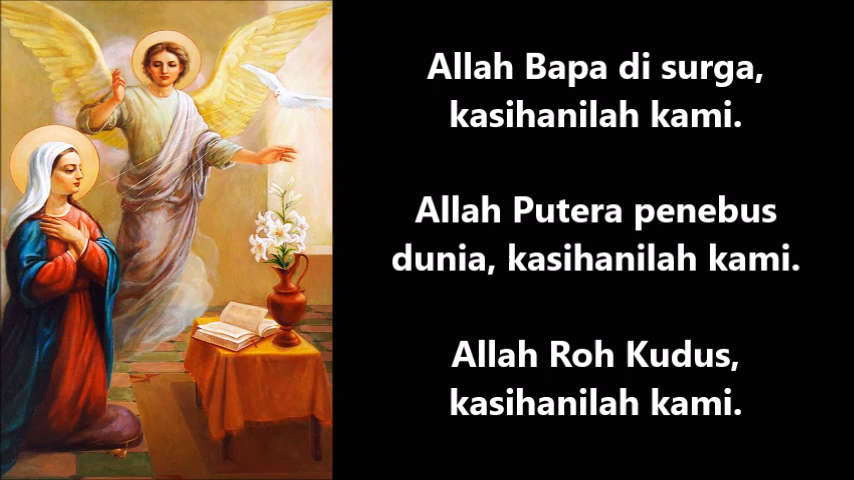 Allah Bapa di surga,
kasihanilah kami.
Allah Putera penebus
dunia, kasihanilah kami.
Allah Roh Kudus,
kasihanilah kami.